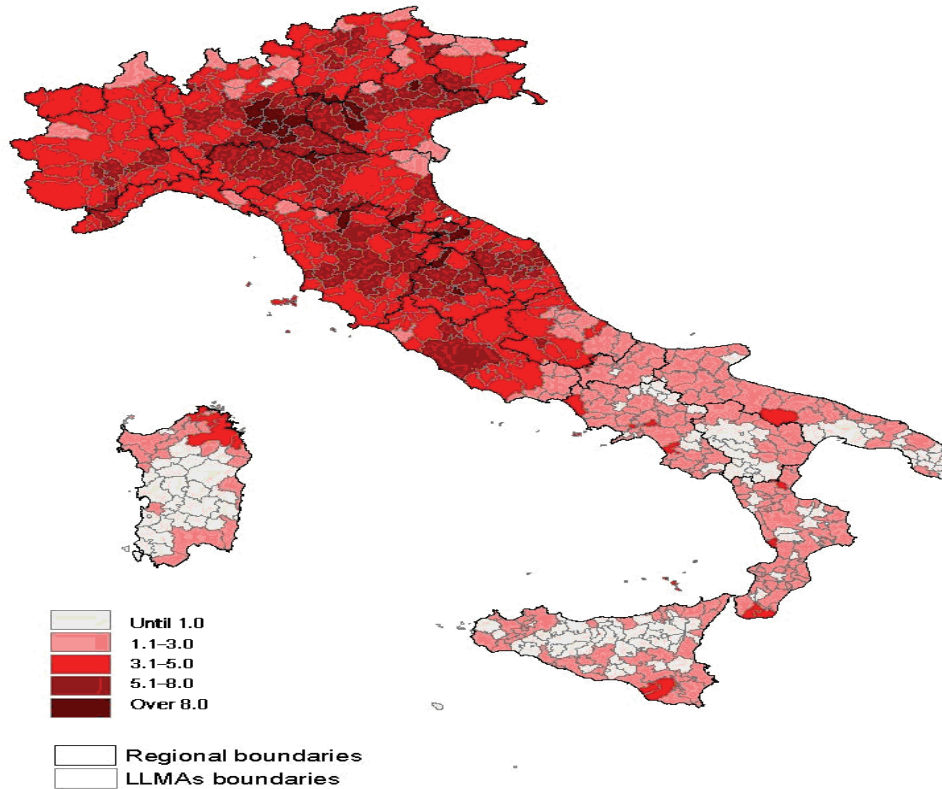 Until 1.0
1.1–3.0
3.1–5.0
5.1–8.0
Over 8.0
Regional boundaries
LLMAs boundaries